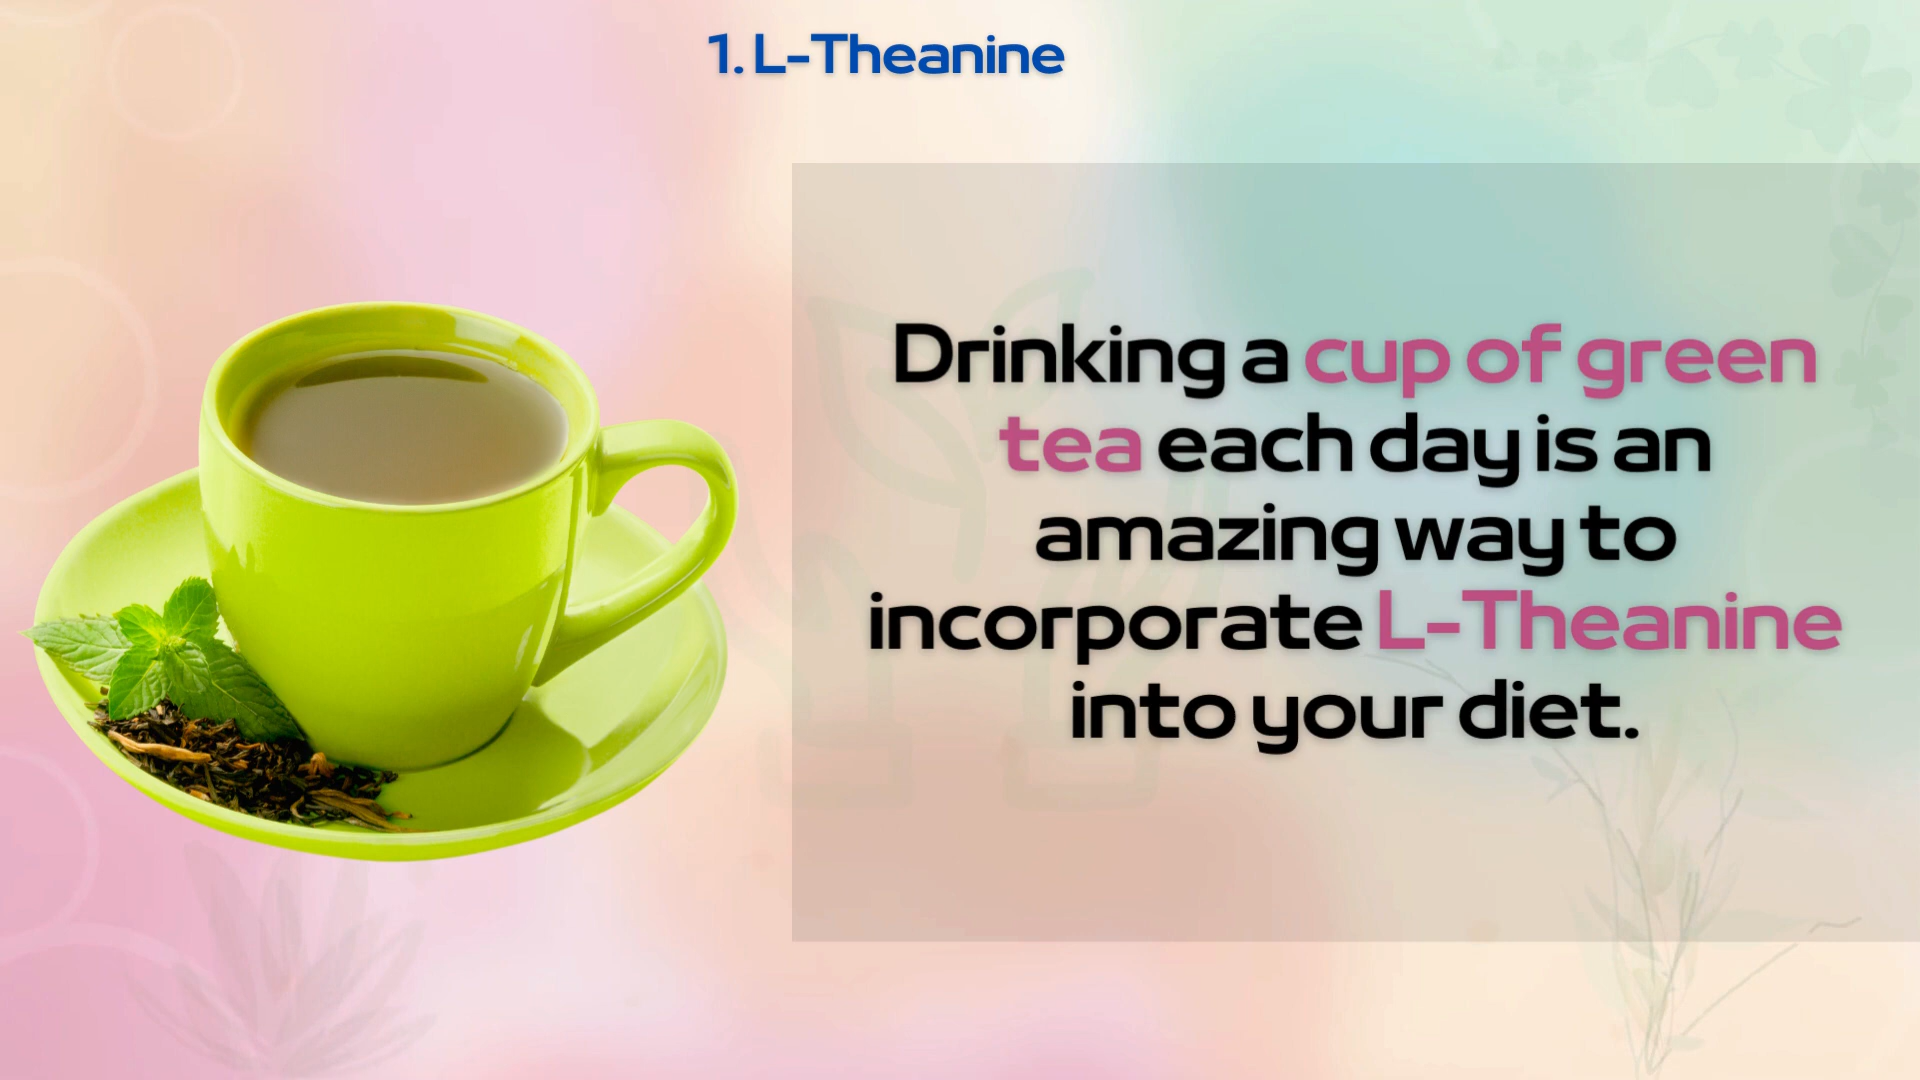 1. L-Theanine
Drinking a cup of green
tea each day is an
amazing way to
incorporate L-Theanine
into your diet.